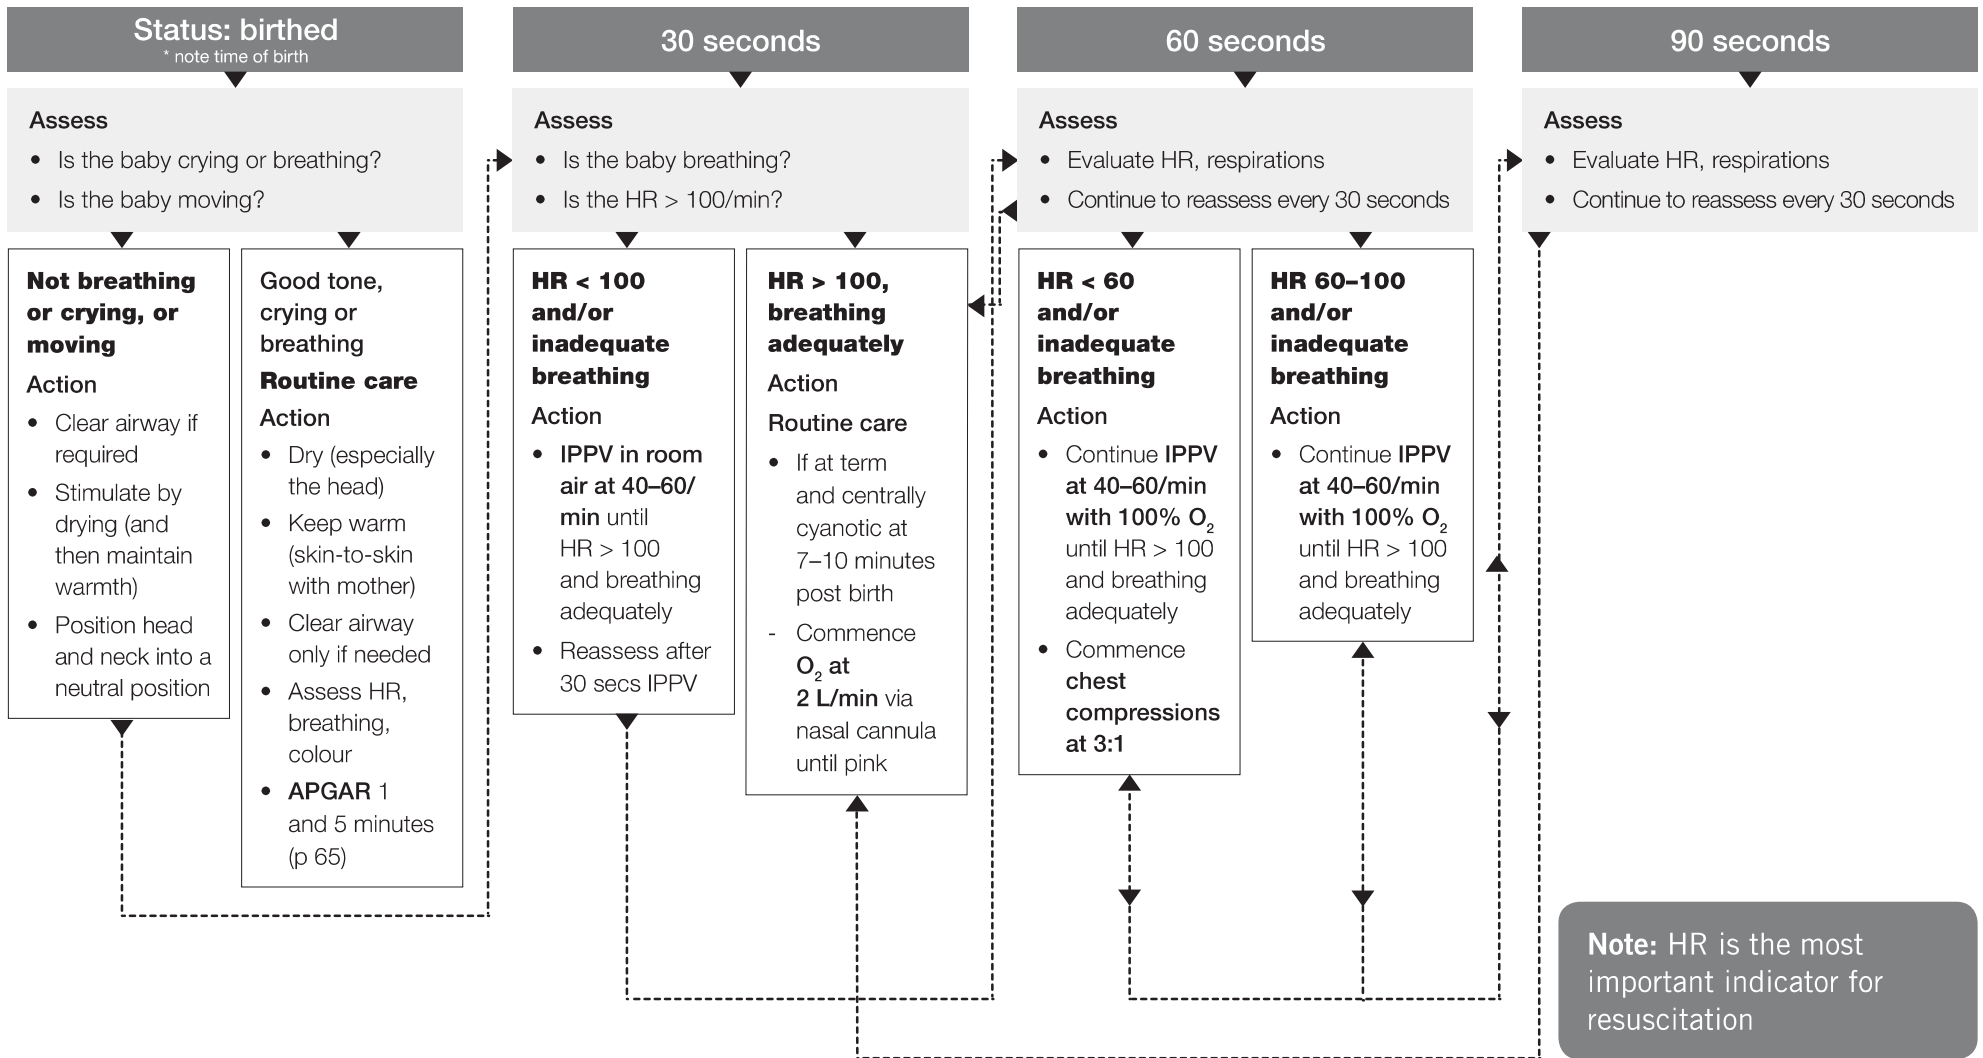 Status: birthed
* note time of birth
Assess
• Is the baby crying or breathing?
• Is the baby moving?
Not breathing
or crying, or
moving
Action
• Clear airway if
required
• Stimulate by
drying (and
then maintain
warmth)
• Position head
and neck into a
neutral position
Good tone,
crying or
breathing
Routine care
Action
• Dry (especially
the head)
• Keep warm
(skin-to-skin
with mother)
• Clear airway
only if needed
• Assess HR,
breathing,
colour
• APGAR 1
and 5 minutes
(p 65)
30 seconds
Assess
• Is the baby breathing?
• Is the HR > 100/min?
HR < 100
and/or
inadequate
breathing
Action
• IPPV in room
air at 40–60/
min until
HR > 100
and breathing
adequately
• Reassess after
30 secs IPPV
HR > 100,
breathing
adequately
Action
Routine care
• If at term
and centrally
cyanotic at
7–10 minutes
post birth
- Commence
O₂ at
2 L/min via
nasal cannula
until pink
60 seconds
Assess
• Evaluate HR, respirations
• Continue to reassess every 30 seconds
HR < 60
and/or
inadequate
breathing
Action
• Continue IPPV
at 40–60/min
with 100% O₂
until HR > 100
and breathing
adequately
• Commence
chest
compressions
at 3:1
HR 60–100
and/or
inadequate
breathing
Action
• Continue IPPV
at 40–60/min
with 100% O₂
until HR > 100
and breathing
adequately
90 seconds
Assess
• Evaluate HR, respirations
• Continue to reassess every 30 seconds
Note: HR is the most
important indicator for
resuscitation